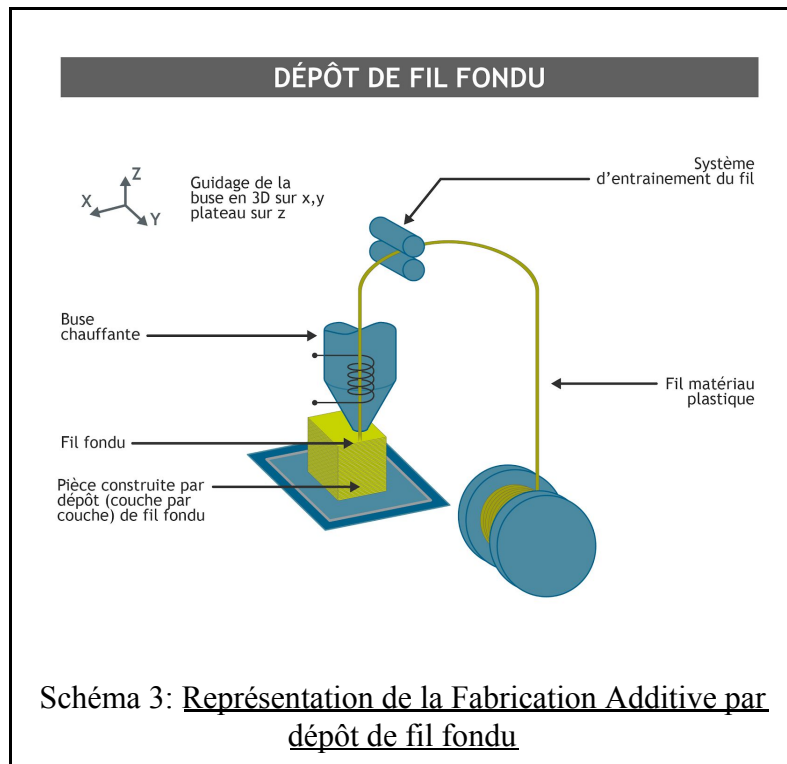 DÉPÔT DE FIL FONDU
Z
X
Y
Guidage de la
buse en 3D sur x,y
plateau sur z
Système
d'entrainement du fil
Buse
chauffante
Fil matériau
plastique
Fil fondu
Pièce construite par
dépôt (couche par
couche) de fil fondu
Schéma 3: Représentation de la Fabrication Additive par
dépôt de fil fondu